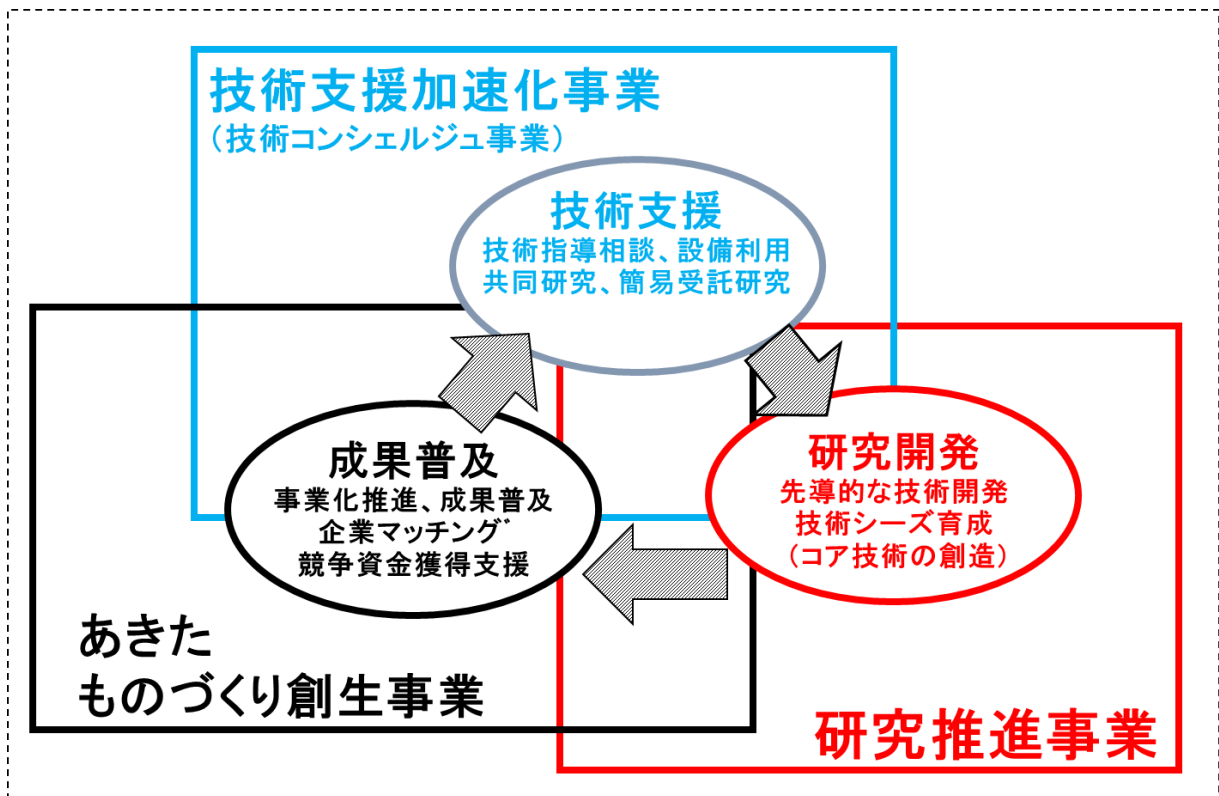 技術支援加速化事業
（技術コンシェルジュ事業）
技術支援
技術指導相談、設備利用
共同研究、簡易受託研究
成果普及
事業化推進、成果普及
企業マッチング
競争資金獲得支援
研究開発
先導的な技術開発
技術シーズ育成
（コア技術の創造）
あきた
ものづくり創生事業
研究推進事業